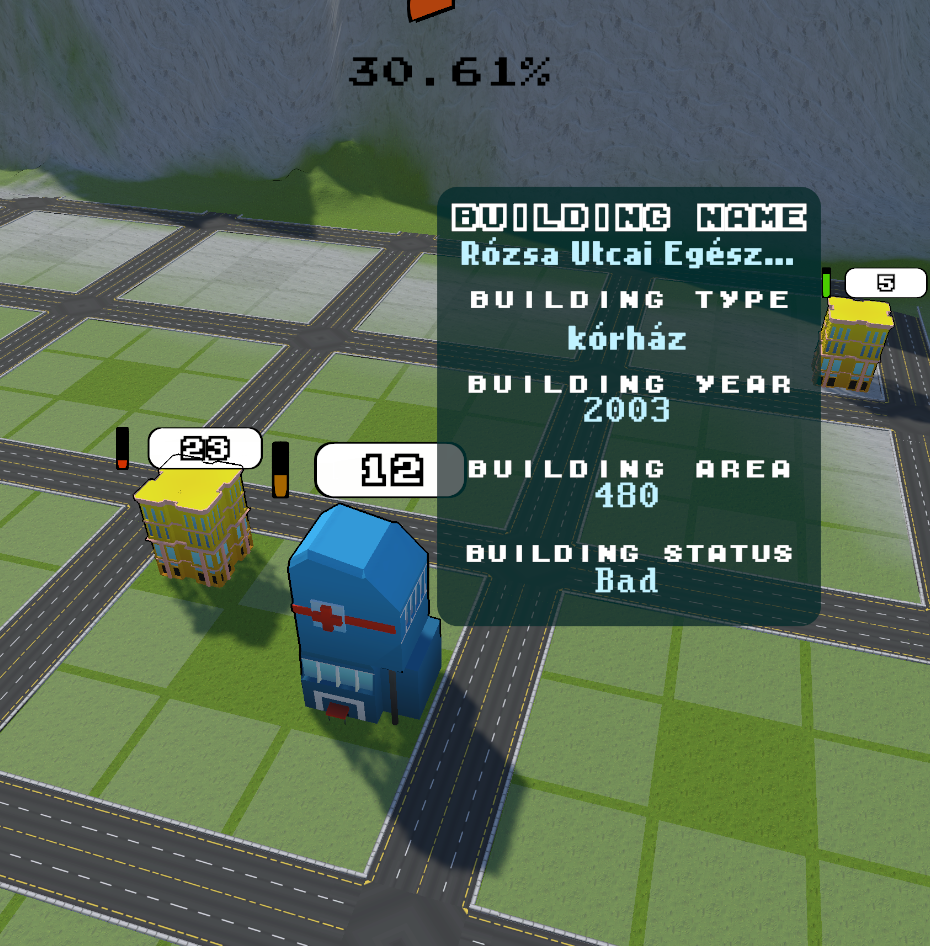 30.61%
BUILDING NAME
Rózsa Utcai Egész...
BUILDING TYPE
kórház
BUILDING YEAR
2003
BUILDING AREA
480
BUILDING STATUS
Bad
5
23
12